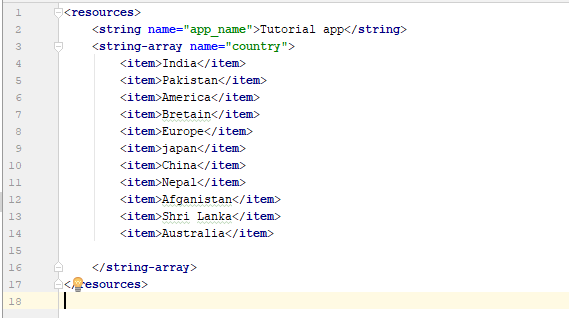 1 <resources>
2 <string name="app_name">Tutorial app</string>
3 <string-array name="country">
4 <item>India</item>
5 <item>Pakistan</item>
6 <item>America</item>
7 <item>Bretain</item>
8 <item>Europe</item>
9 <item>japan</item>
10 <item>China</item>
11 <item>Nepal</item>
12 <item>Afganistan</item>
13 <item>Shri Lanka</item>
14 <item>Australia</item>
15
16 </string-array>
17 </resources>
18